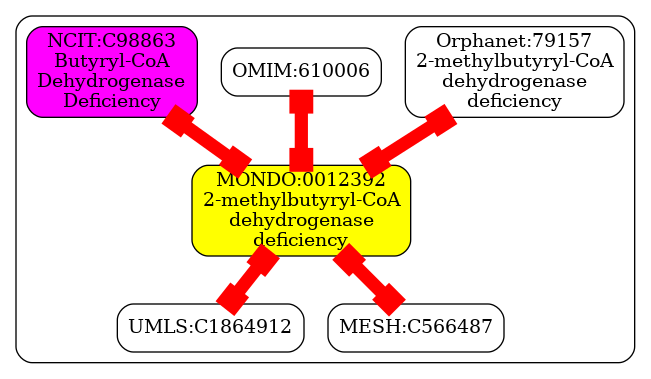 NCIT:C98863
Butyryl-CoA
Dehydrogenase
Deficiency
OMIM:610006
Orphanet:79157
2-methylbutyryl-CoA
dehydrogenase
deficiency
MONDO:0012392
2-methylbutyryl-CoA
dehydrogenase
deficiency
UMLS:C1864912
MESH:C566487